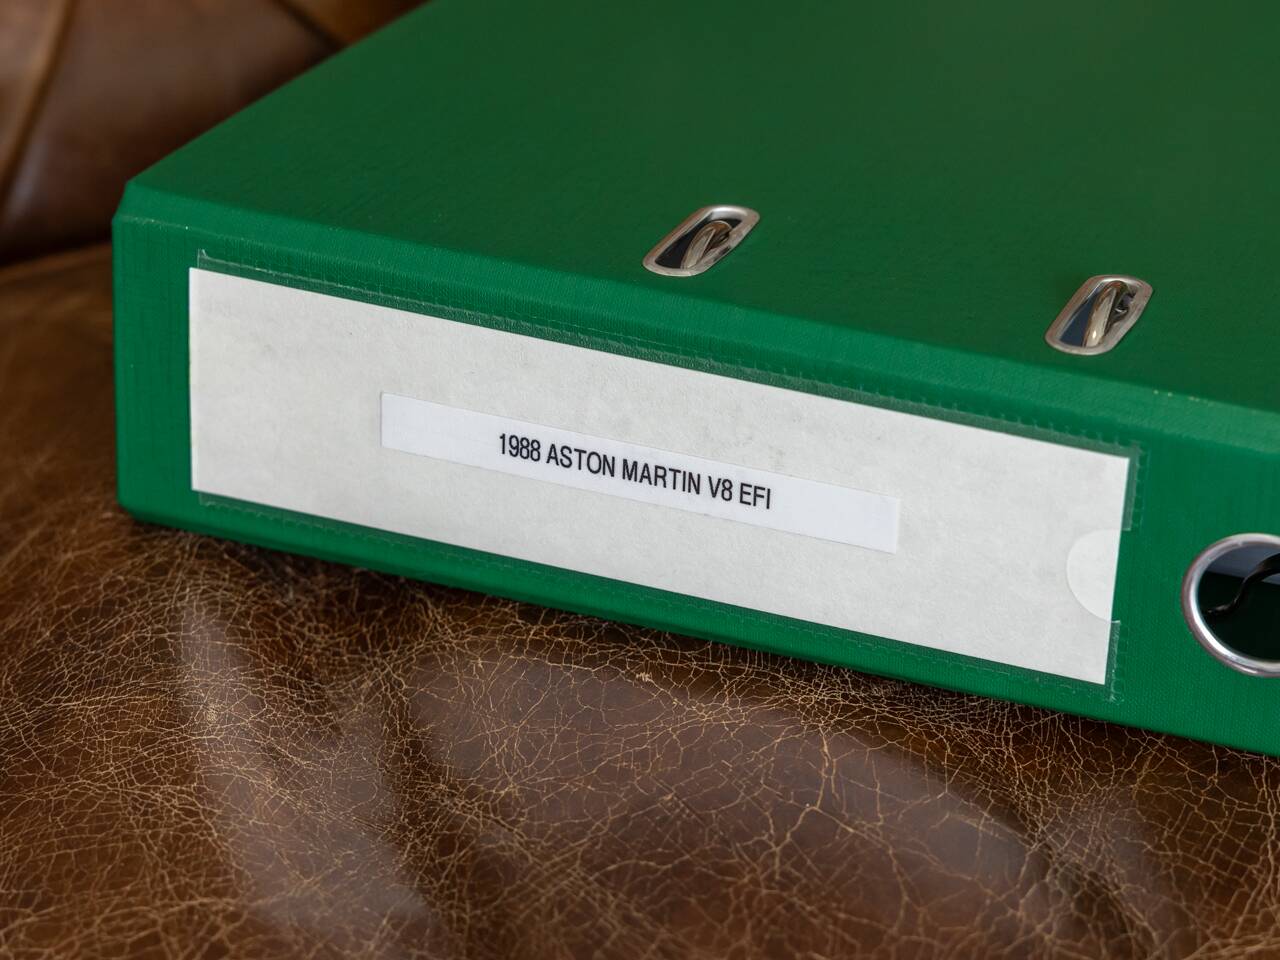 1988 ASTON MARTIN V8 EFI